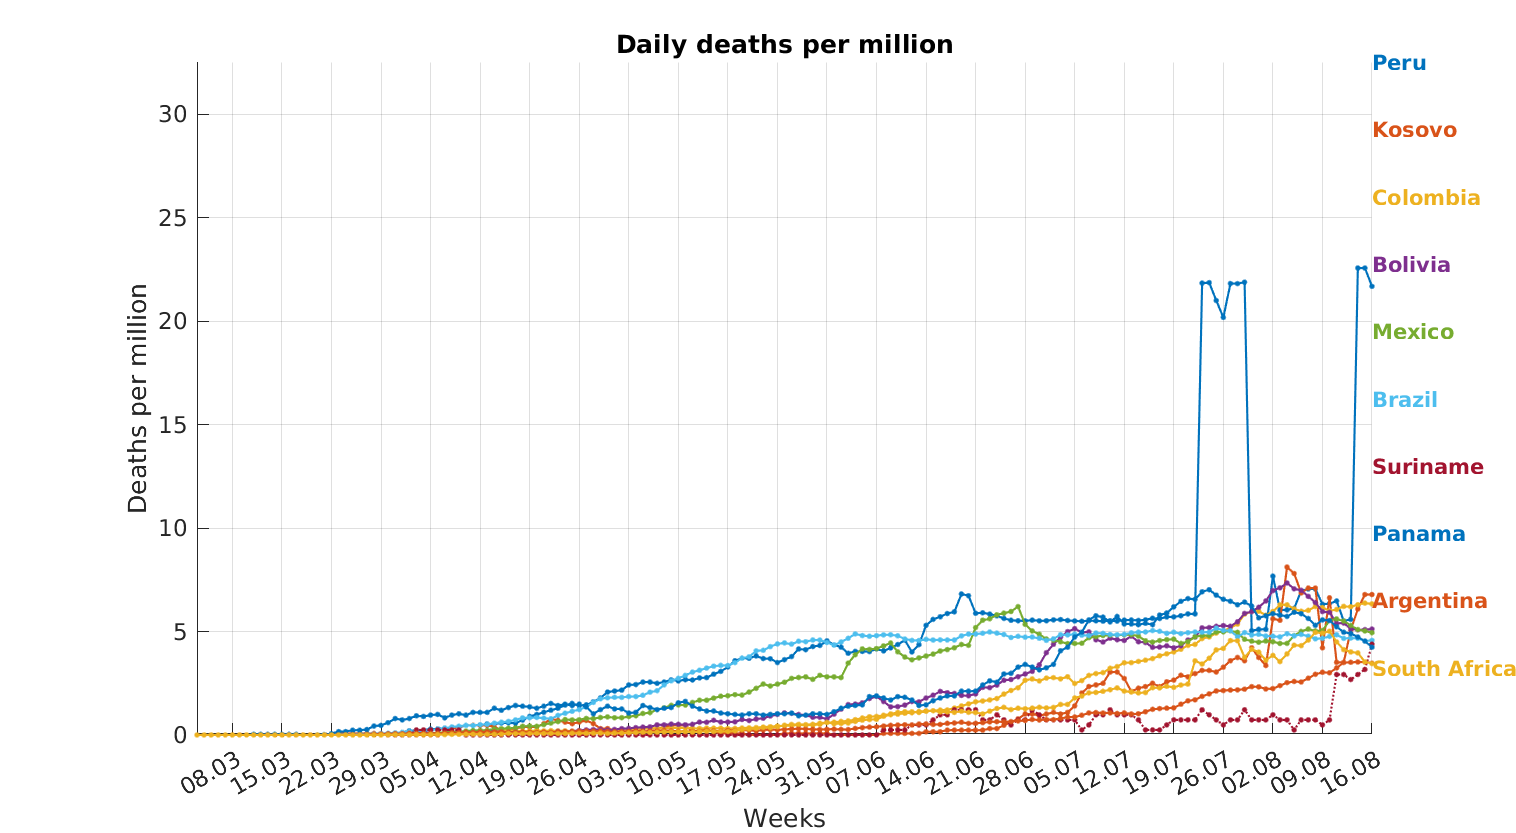 Daily deaths per million
Deaths per million
30
25
20
15
10
5
0
08.03
15.03
22.03
29.03
05.04
12.04
19.04
26.04
03.05
10.05
17.05
24.05
31.05
07.06
14.06
21.06
28.06
05.07
12.07
19.07
26.07
02.08
09.08
16.08
Weeks
Peru
Kosovo
Colombia
Bolivia
Mexico
Brazil
Suriname
Panama
Argentina
South Africa